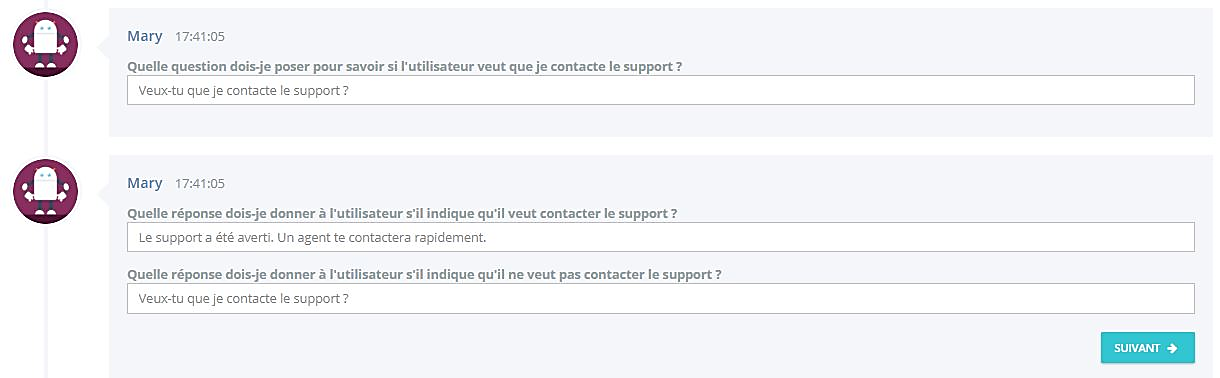 Mary 17:41:05
Quelle question dois-je poser pour savoir si l'utilisateur veut que je contacte le support ?
Veux-tu que je contacte le support ?
Mary 17:41:05
Quelle réponse dois-je donner à l'utilisateur s'il indique qu'il veut contacter le support ?
Le support a été averti. Un agent te contactera rapidement.
Quelle réponse dois-je donner à l'utilisateur s'il indique qu'il ne veut pas contacter le support ?
Veux-tu que je contacte le support ?
SUIVANT